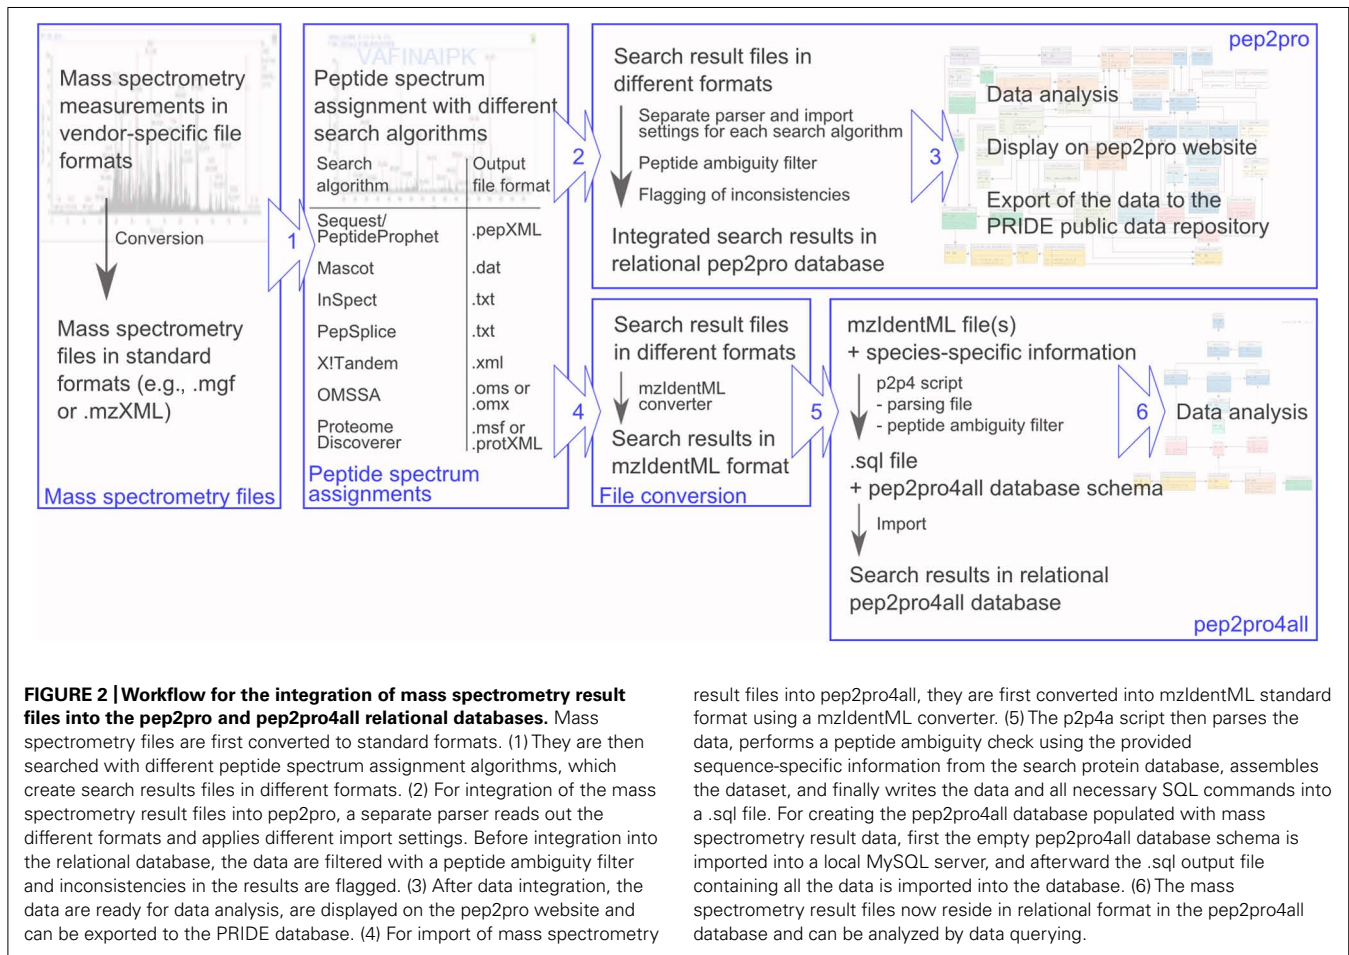 Mass spectrometry
measurements in
vendor-specific file
formats
Conversion
Mass spectrometry
files in standard
formats (e.g., .mgf
or .mzXML)
Mass spectrometry files
1
VAFINAIPK
Peptide spectrum
assignment with different
search algorithms
Search algorithm Output file format
Sequest/ PeptideProphet .pepXML
Mascot .dat
InSpect .txt
PepSplice .txt
X!Tandem .xml
OMSSA .oms or .omx
Proteome Discoverer .msf or .protXML
Peptide spectrum
assignments
2
pep2pro
Search result files in
different formats
Separate parser and import
settings for each search algorithm
Peptide ambiguity filter
Flagging of inconsistencies
Integrated search results in
relational pep2pro database
3
Data analysis
Display on pep2pro website
Export of the data to the
PRIDE public data repository
4
Search result files
in different formats
mzIdentML
converter
Search results in
mzIdentML format
File conversion
5
mzIdentML file(s)
+ species-specific information
p2p4 script
- parsing file
- peptide ambiguity filter
.sql file
+ pep2pro4all database schema
Import
Search results in relational
pep2pro4all database
6
Data analysis
pep2pro4all
FIGURE 2 | Workflow for the integration of mass spectrometry result
files into the pep2pro and pep2pro4all relational databases. Mass
spectrometry files are first converted to standard formats. (1) They are then
searched with different peptide spectrum assignment algorithms, which
create search results files in different formats. (2) For integration of the mass
spectrometry result files into pep2pro, a separate parser reads out the
different formats and applies different import settings. Before integration into
the relational database, the data are filtered with a peptide ambiguity filter
and inconsistencies in the results are flagged. (3) After data integration, the
data are ready for data analysis, are displayed on the pep2pro website and
can be exported to the PRIDE database. (4) For import of mass spectrometry
result files into pep2pro4all, they are first converted into mzIdentML standard
format using a mzIdentML converter. (5) The p2p4a script then parses the
data, performs a peptide ambiguity check using the provided
sequence-specific information from the search protein database, assembles
the dataset, and finally writes the data and all necessary SQL commands into
a .sql file. For creating the pep2pro4all database populated with mass
spectrometry result data, first the empty pep2pro4all database schema is
imported into a local MySQL server, and afterward the .sql output file
containing all the data is imported into the database. (6) The mass
spectrometry result files now reside in relational format in the pep2pro4all
database and can be analyzed by data querying.